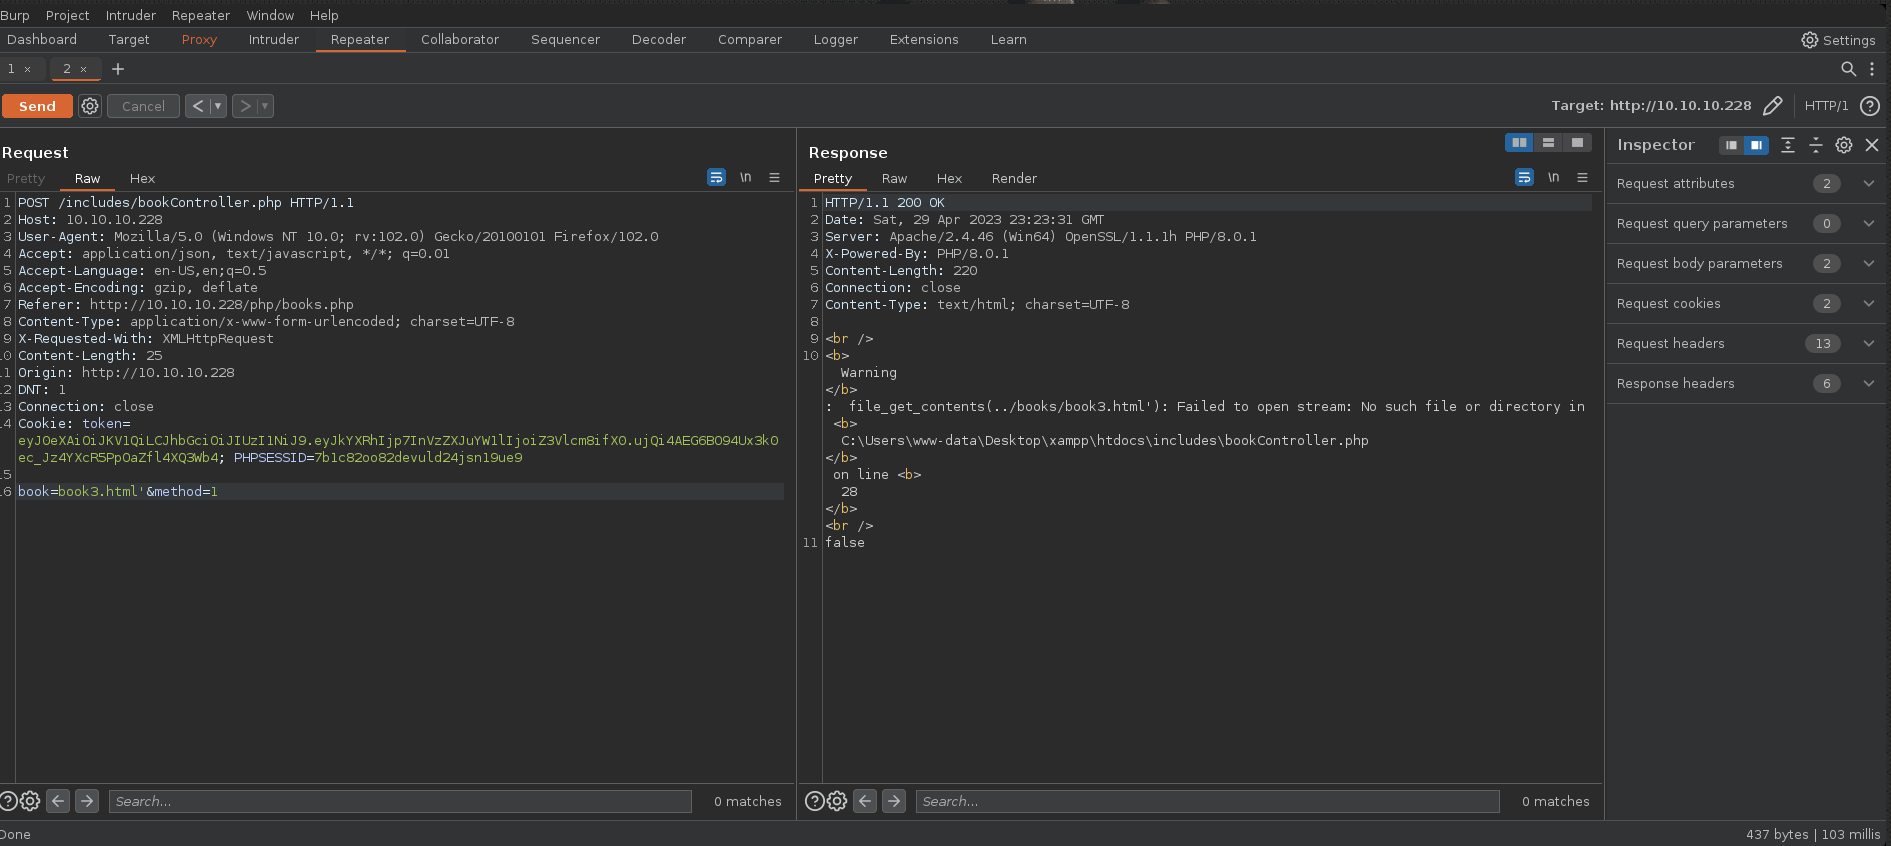 Burp Project Intruder Repeater Window Help
Dashboard Target Proxy Intruder Repeater Collaborator Sequencer Decoder Comparer Logger Extensions Learn Settings
1 × 2 × +
Send Cancel < ▾ > ▾ Target: http://10.10.10.228 HTTP/1 ?
Request
Pretty Raw Hex \n
1 POST /includes/bookController.php HTTP/1.1
2 Host: 10.10.10.228
3 User-Agent: Mozilla/5.0 (Windows NT 10.0; rv:102.0) Gecko/20100101 Firefox/102.0
4 Accept: application/json, text/javascript, */*; q=0.01
5 Accept-Language: en-US,en;q=0.5
6 Accept-Encoding: gzip, deflate
7 Referer: http://10.10.10.228/php/books.php
8 Content-Type: application/x-www-form-urlencoded; charset=UTF-8
9 X-Requested-With: XMLHttpRequest
10 Content-Length: 25
11 Origin: http://10.10.10.228
12 DNT: 1
13 Connection: close
14 Cookie: token=
eyJ0eXAiOiJKV1QiLCJhbGciOiJIUzI1NiJ9.eyJkYXRhIjp7InVzZXJuYW1lIjoiZ3Vlcm8ifX0.ujQi4AEG6BO94Ux3k0
ec_Jz4YXcR5PpOaZfl4XQ3Wb4; PHPSESSID=7b1c82oo82devuld24jsn19ue9
15
16 book=book3.html'&method=1
Response
Pretty Raw Hex Render \n
1 HTTP/1.1 200 OK
2 Date: Sat, 29 Apr 2023 23:23:31 GMT
3 Server: Apache/2.4.46 (Win64) OpenSSL/1.1.1h PHP/8.0.1
4 X-Powered-By: PHP/8.0.1
5 Content-Length: 220
6 Connection: close
7 Content-Type: text/html; charset=UTF-8
8
9 <br />
10 <b>
Warning
</b>
: file_get_contents(../books/book3.html'): Failed to open stream: No such file or directory in
<b>
C:\Users\www-data\Desktop\xampp\htdocs\includes\bookController.php
</b>
on line <b>
28
</b>
<br />
11 false
Inspector
Request attributes 2
Request query parameters 0
Request body parameters 2
Request cookies 2
Request headers 13
Response headers 6
? Search... 0 matches
? Search... 0 matches
Done 437 bytes | 103 millis